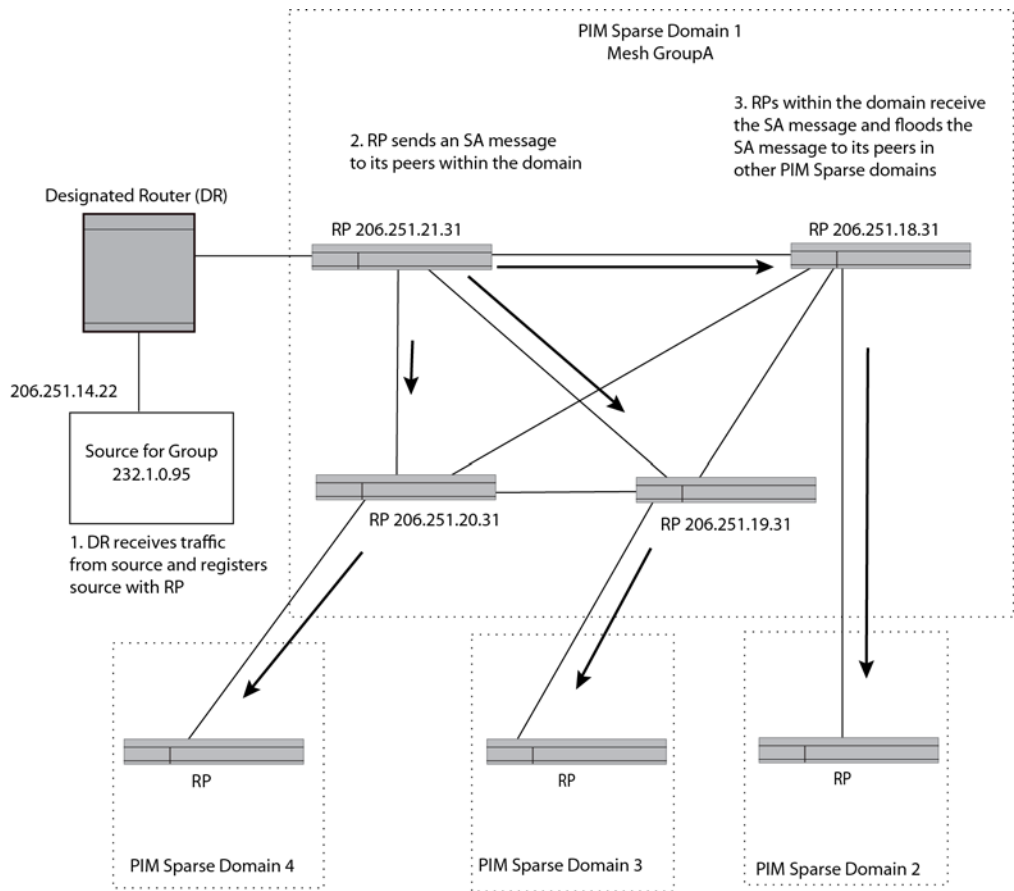 PIM Sparse Domain 1
Mesh GroupA
3. RPs within the domain receive
the SA message and floods the
SA message to its peers in
other PIM Sparse domains
2. RP sends an SA message
to its peers within the domain
Designated Router (DR)
RP 206.251.21.31
RP 206.251.18.31
206.251.14.22
Source for Group
232.1.0.95
RP 206.251.20.31
RP 206.251.19.31
1. DR receives traffic
from source and registers
source with RP
RP
RP
RP
PIM Sparse Domain 4
PIM Sparse Domain 3
PIM Sparse Domain 2